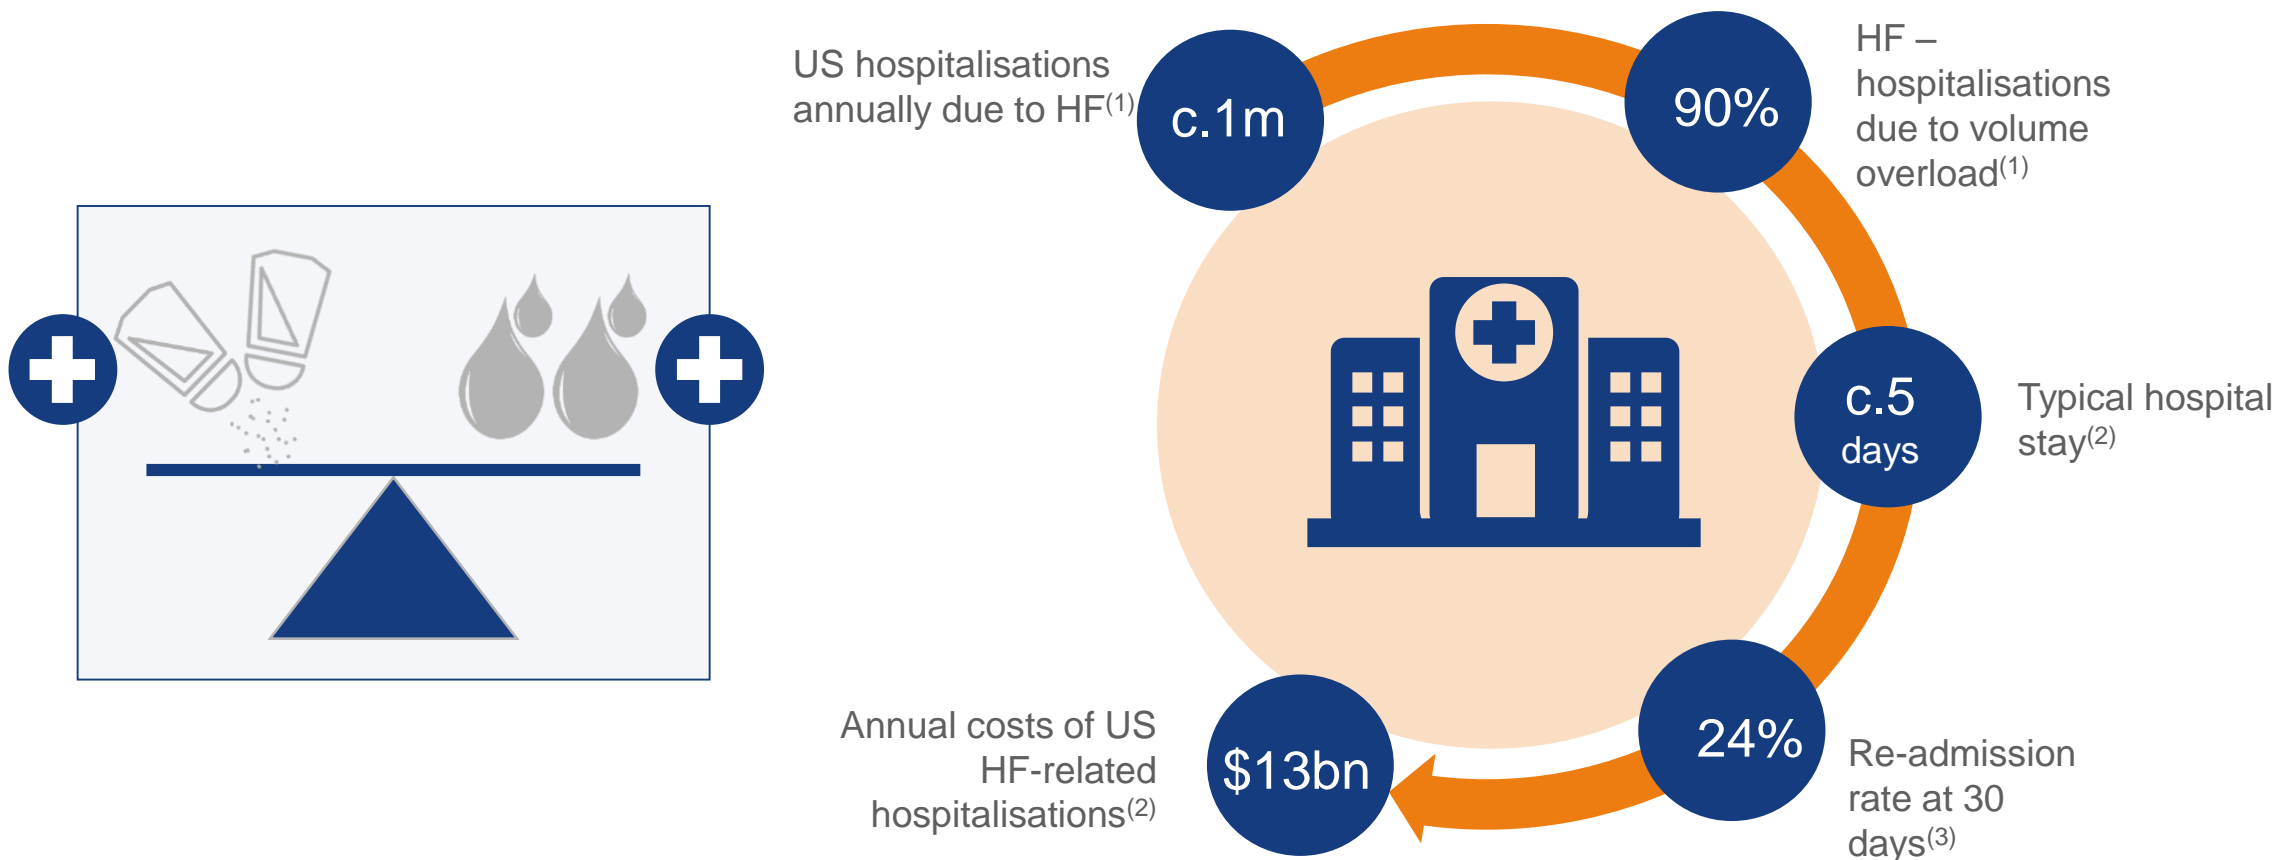 US hospitalisations
annually due to HF(1)
c.1m
90%
HF –
hospitalisations
due to volume
overload(1)
c.5
days
Typical hospital
stay(2)
24%
Re-admission
rate at 30
days(3)
$13bn
Annual costs of US
HF-related
hospitalisations(2)